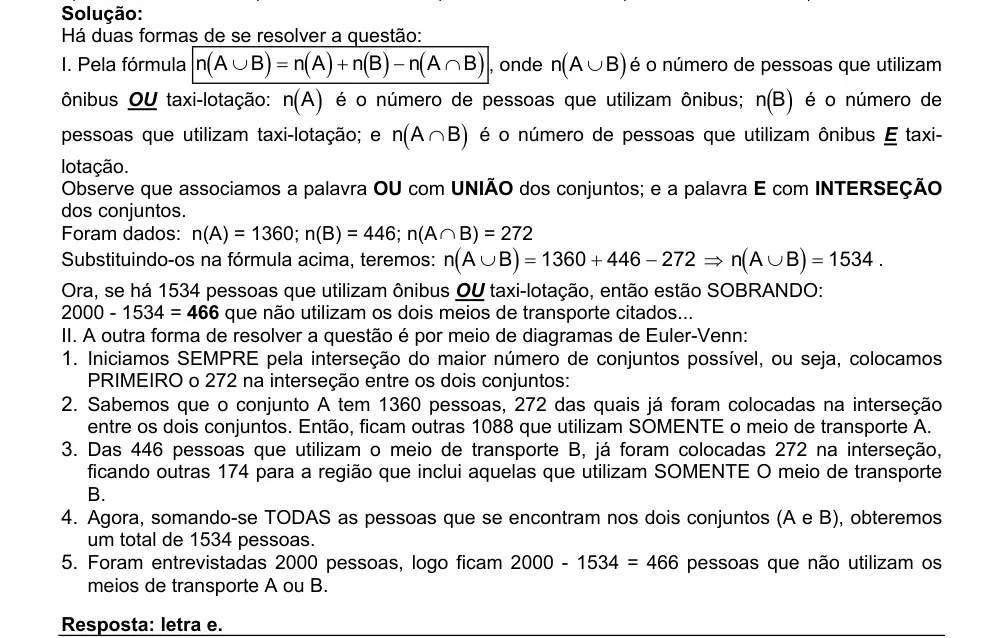 Solução:
Há duas formas de se resolver a questão:
I. Pela fórmula n(A ∪ B) = n(A) + n(B) − n(A ∩ B), onde n(A ∪ B) é o número de pessoas que utilizam
ônibus OU taxi-lotação: n(A) é o número de pessoas que utilizam ônibus; n(B) é o número de
pessoas que utilizam taxi-lotação; e n(A ∩ B) é o número de pessoas que utilizam ônibus E taxi-
lotação.
Observe que associamos a palavra OU com UNIÃO dos conjuntos; e a palavra E com INTERSEÇÃO
dos conjuntos.
Foram dados: n(A) = 1360; n(B) = 446; n(A ∩ B) = 272
Substituindo-os na fórmula acima, teremos: n(A ∪ B) = 1360 + 446 − 272 ⇒ n(A ∪ B) = 1534 .
Ora, se há 1534 pessoas que utilizam ônibus OU taxi-lotação, então estão SOBRANDO:
2000 - 1534 = 466 que não utilizam os dois meios de transporte citados...
II. A outra forma de resolver a questão é por meio de diagramas de Euler-Venn:
1. Iniciamos SEMPRE pela interseção do maior número de conjuntos possível, ou seja, colocamos
PRIMEIRO o 272 na interseção entre os dois conjuntos:
2. Sabemos que o conjunto A tem 1360 pessoas, 272 das quais já foram colocadas na interseção
entre os dois conjuntos. Então, ficam outras 1088 que utilizam SOMENTE o meio de transporte A.
3. Das 446 pessoas que utilizam o meio de transporte B, já foram colocadas 272 na interseção,
ficando outras 174 para a região que inclui aquelas que utilizam SOMENTE O meio de transporte
B.
4. Agora, somando-se TODAS as pessoas que se encontram nos dois conjuntos (A e B), obteremos
um total de 1534 pessoas.
5. Foram entrevistadas 2000 pessoas, logo ficam 2000 - 1534 = 466 pessoas que não utilizam os
meios de transporte A ou B.
Resposta: letra e.